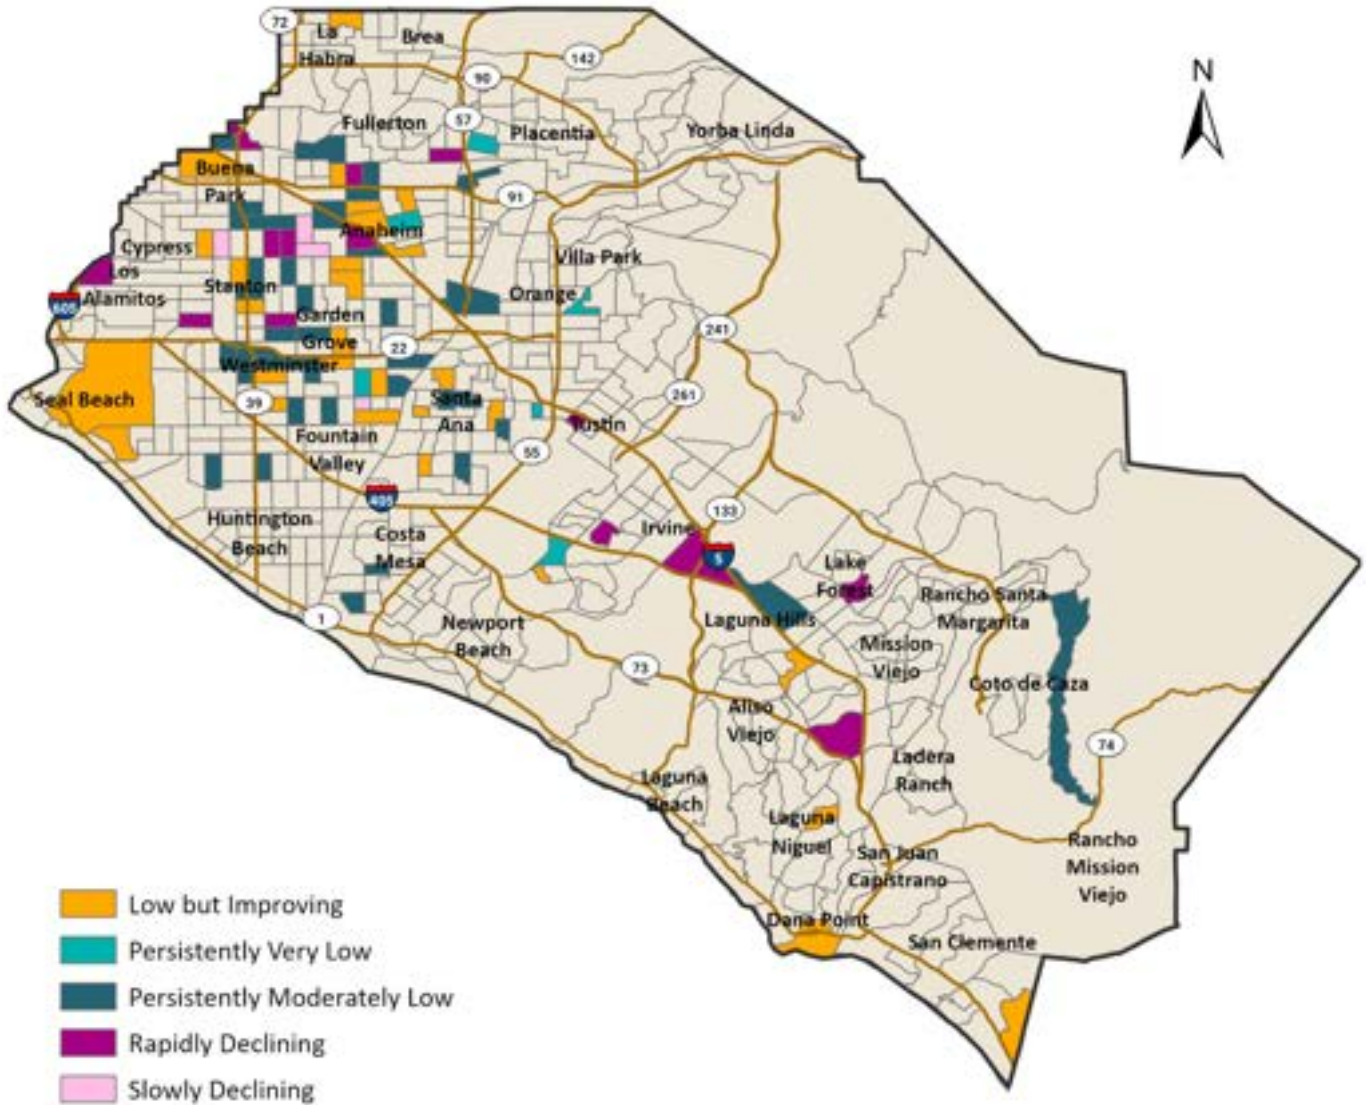 72
La
Habra
Brea
142
90
57
Fullerton
Placentia
Yorba Linda
N
Buena
Park
91
Anaheim
Cypress
Los
Alamitos
605
Stanton
Villa Park
Orange
Garden
Grove
22
241
Westminster
Seal Beach
39
Santa
Ana
261
Tustin
Fountain
Valley
55
405
133
Huntington
Beach
Costa
Mesa
Irvine
5
Lake
Forest
Rancho Santa
Margarita
1
Newport
Beach
Laguna Hills
Mission
Viejo
73
Coto de Caza
Aliso
Viejo
74
Ladera
Ranch
Laguna
Beach
Laguna
Niguel
San Juan
Capistrano
Rancho
Mission
Viejo
Dana Point
San Clemente
Low but Improving
Persistently Very Low
Persistently Moderately Low
Rapidly Declining
Slowly Declining